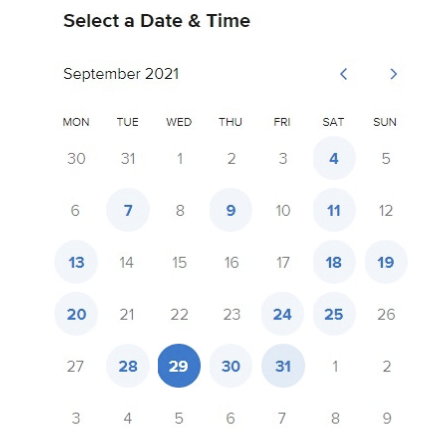 Select a Date & Time
September 2021
MON TUE WED THU FRI SAT SUN
30 31 1 2 3 4 5
6 7 8 9 10 11 12
13 14 15 16 17 18 19
20 21 22 23 24 25 26
27 28 29 30 31 1 2
3 4 5 6 7 8 9